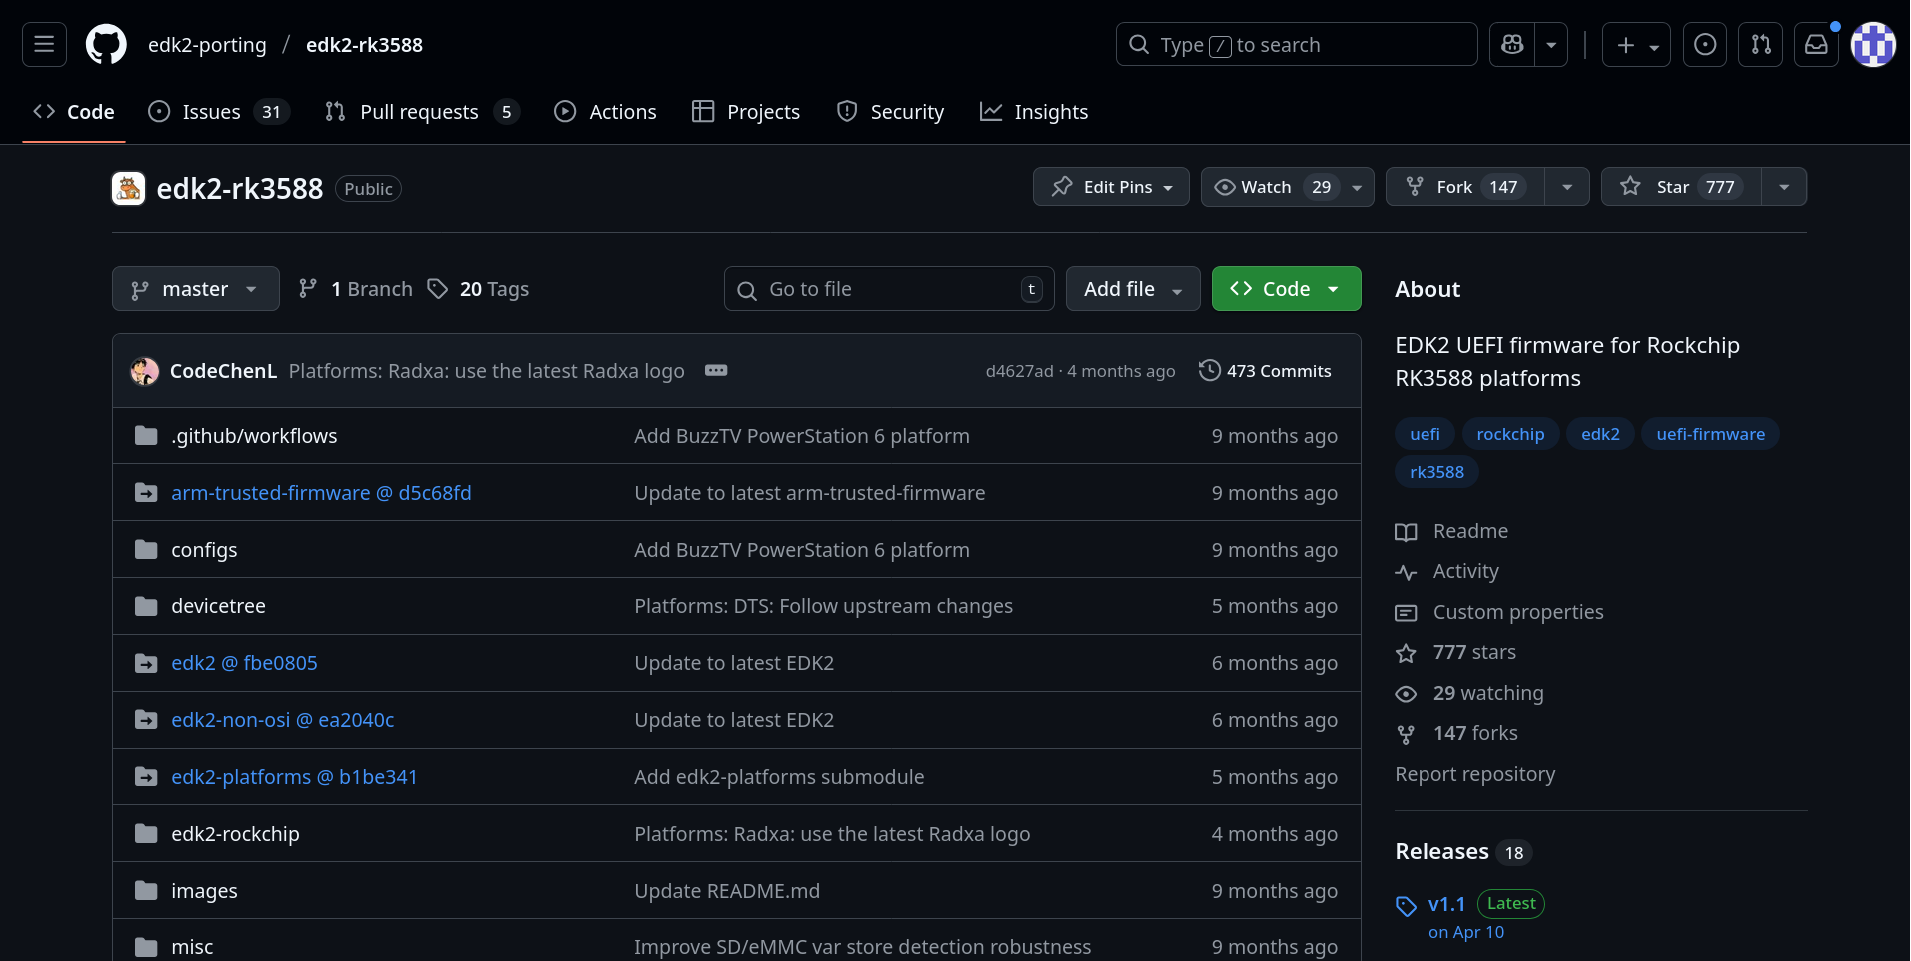 edk2-porting / edk2-rk3588
Type / to search
Code Issues 31 Pull requests 5 Actions Projects Security Insights
edk2-rk3588 Public
Edit Pins Watch 29 Fork 147 Star 777
master 1 Branch 20 Tags Go to file t Add file Code
CodeChenL Platforms: Radxa: use the latest Radxa logo d4627ad · 4 months ago 473 Commits
.github/workflows Add BuzzTV PowerStation 6 platform 9 months ago
arm-trusted-firmware @ d5c68fd Update to latest arm-trusted-firmware 9 months ago
configs Add BuzzTV PowerStation 6 platform 9 months ago
devicetree Platforms: DTS: Follow upstream changes 5 months ago
edk2 @ fbe0805 Update to latest EDK2 6 months ago
edk2-non-osi @ ea2040c Update to latest EDK2 6 months ago
edk2-platforms @ b1be341 Add edk2-platforms submodule 5 months ago
edk2-rockchip Platforms: Radxa: use the latest Radxa logo 4 months ago
images Update README.md 9 months ago
misc Improve SD/eMMC var store detection robustness 9 months ago
About
EDK2 UEFI firmware for Rockchip
RK3588 platforms
uefi rockchip edk2 uefi-firmware
rk3588
Readme
Activity
Custom properties
777 stars
29 watching
147 forks
Report repository
Releases 18
v1.1 Latest
on Apr 10